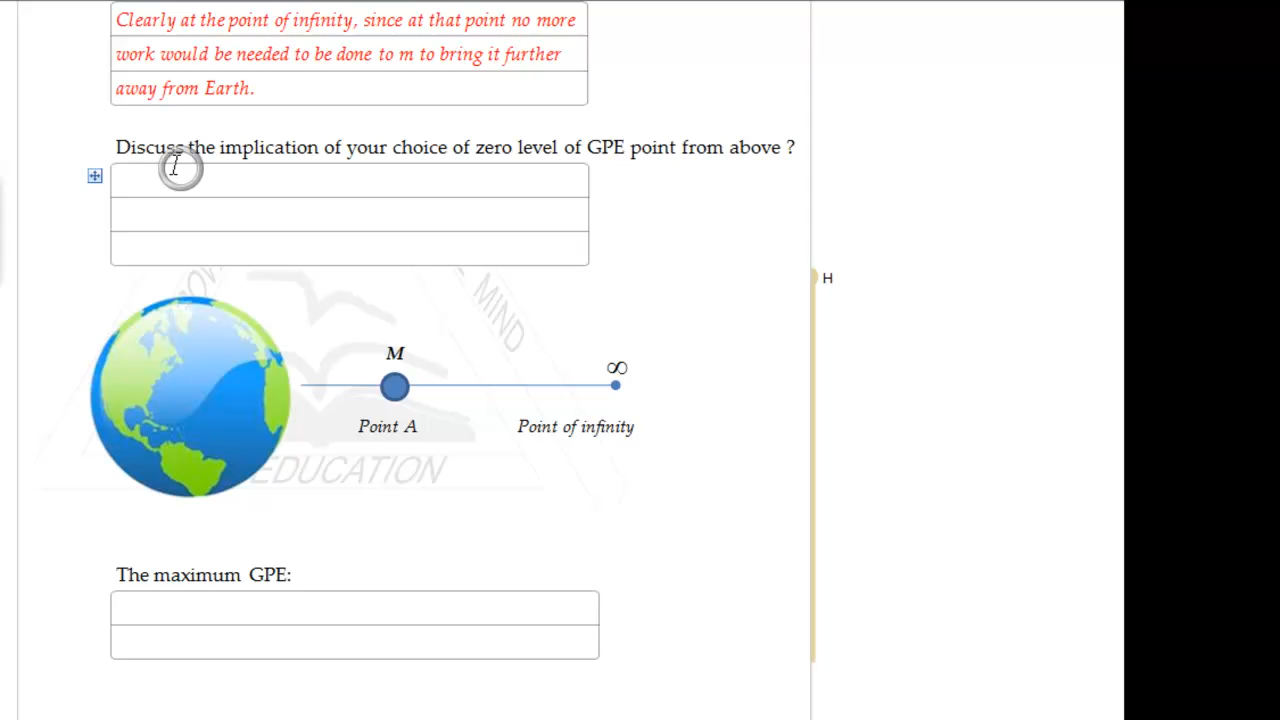 Clearly at the point of infinity, since at that point no more
work would be needed to be done to m to bring it further
away from Earth.
Discuss the implication of your choice of zero level of GPE point from above ?
H
MIND
M
∞
Point A
Point of infinity
EDUCATION
The maximum GPE: